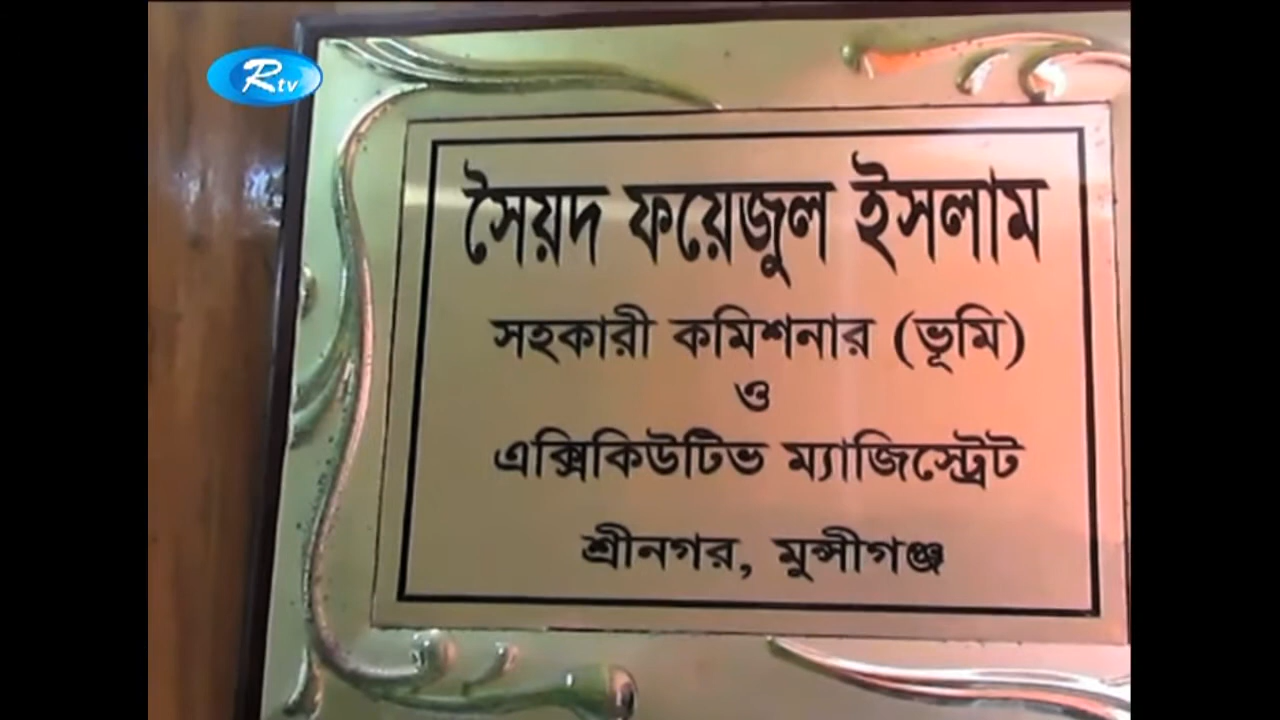 Rtv
সৈয়দ ফয়েজুল ইসলাম
সহকারী কমিশনার (ভূমি)
ও
এক্সিকিউটিভ ম্যাজিস্ট্রেট
শ্রীনগর, মুন্সীগঞ্জ